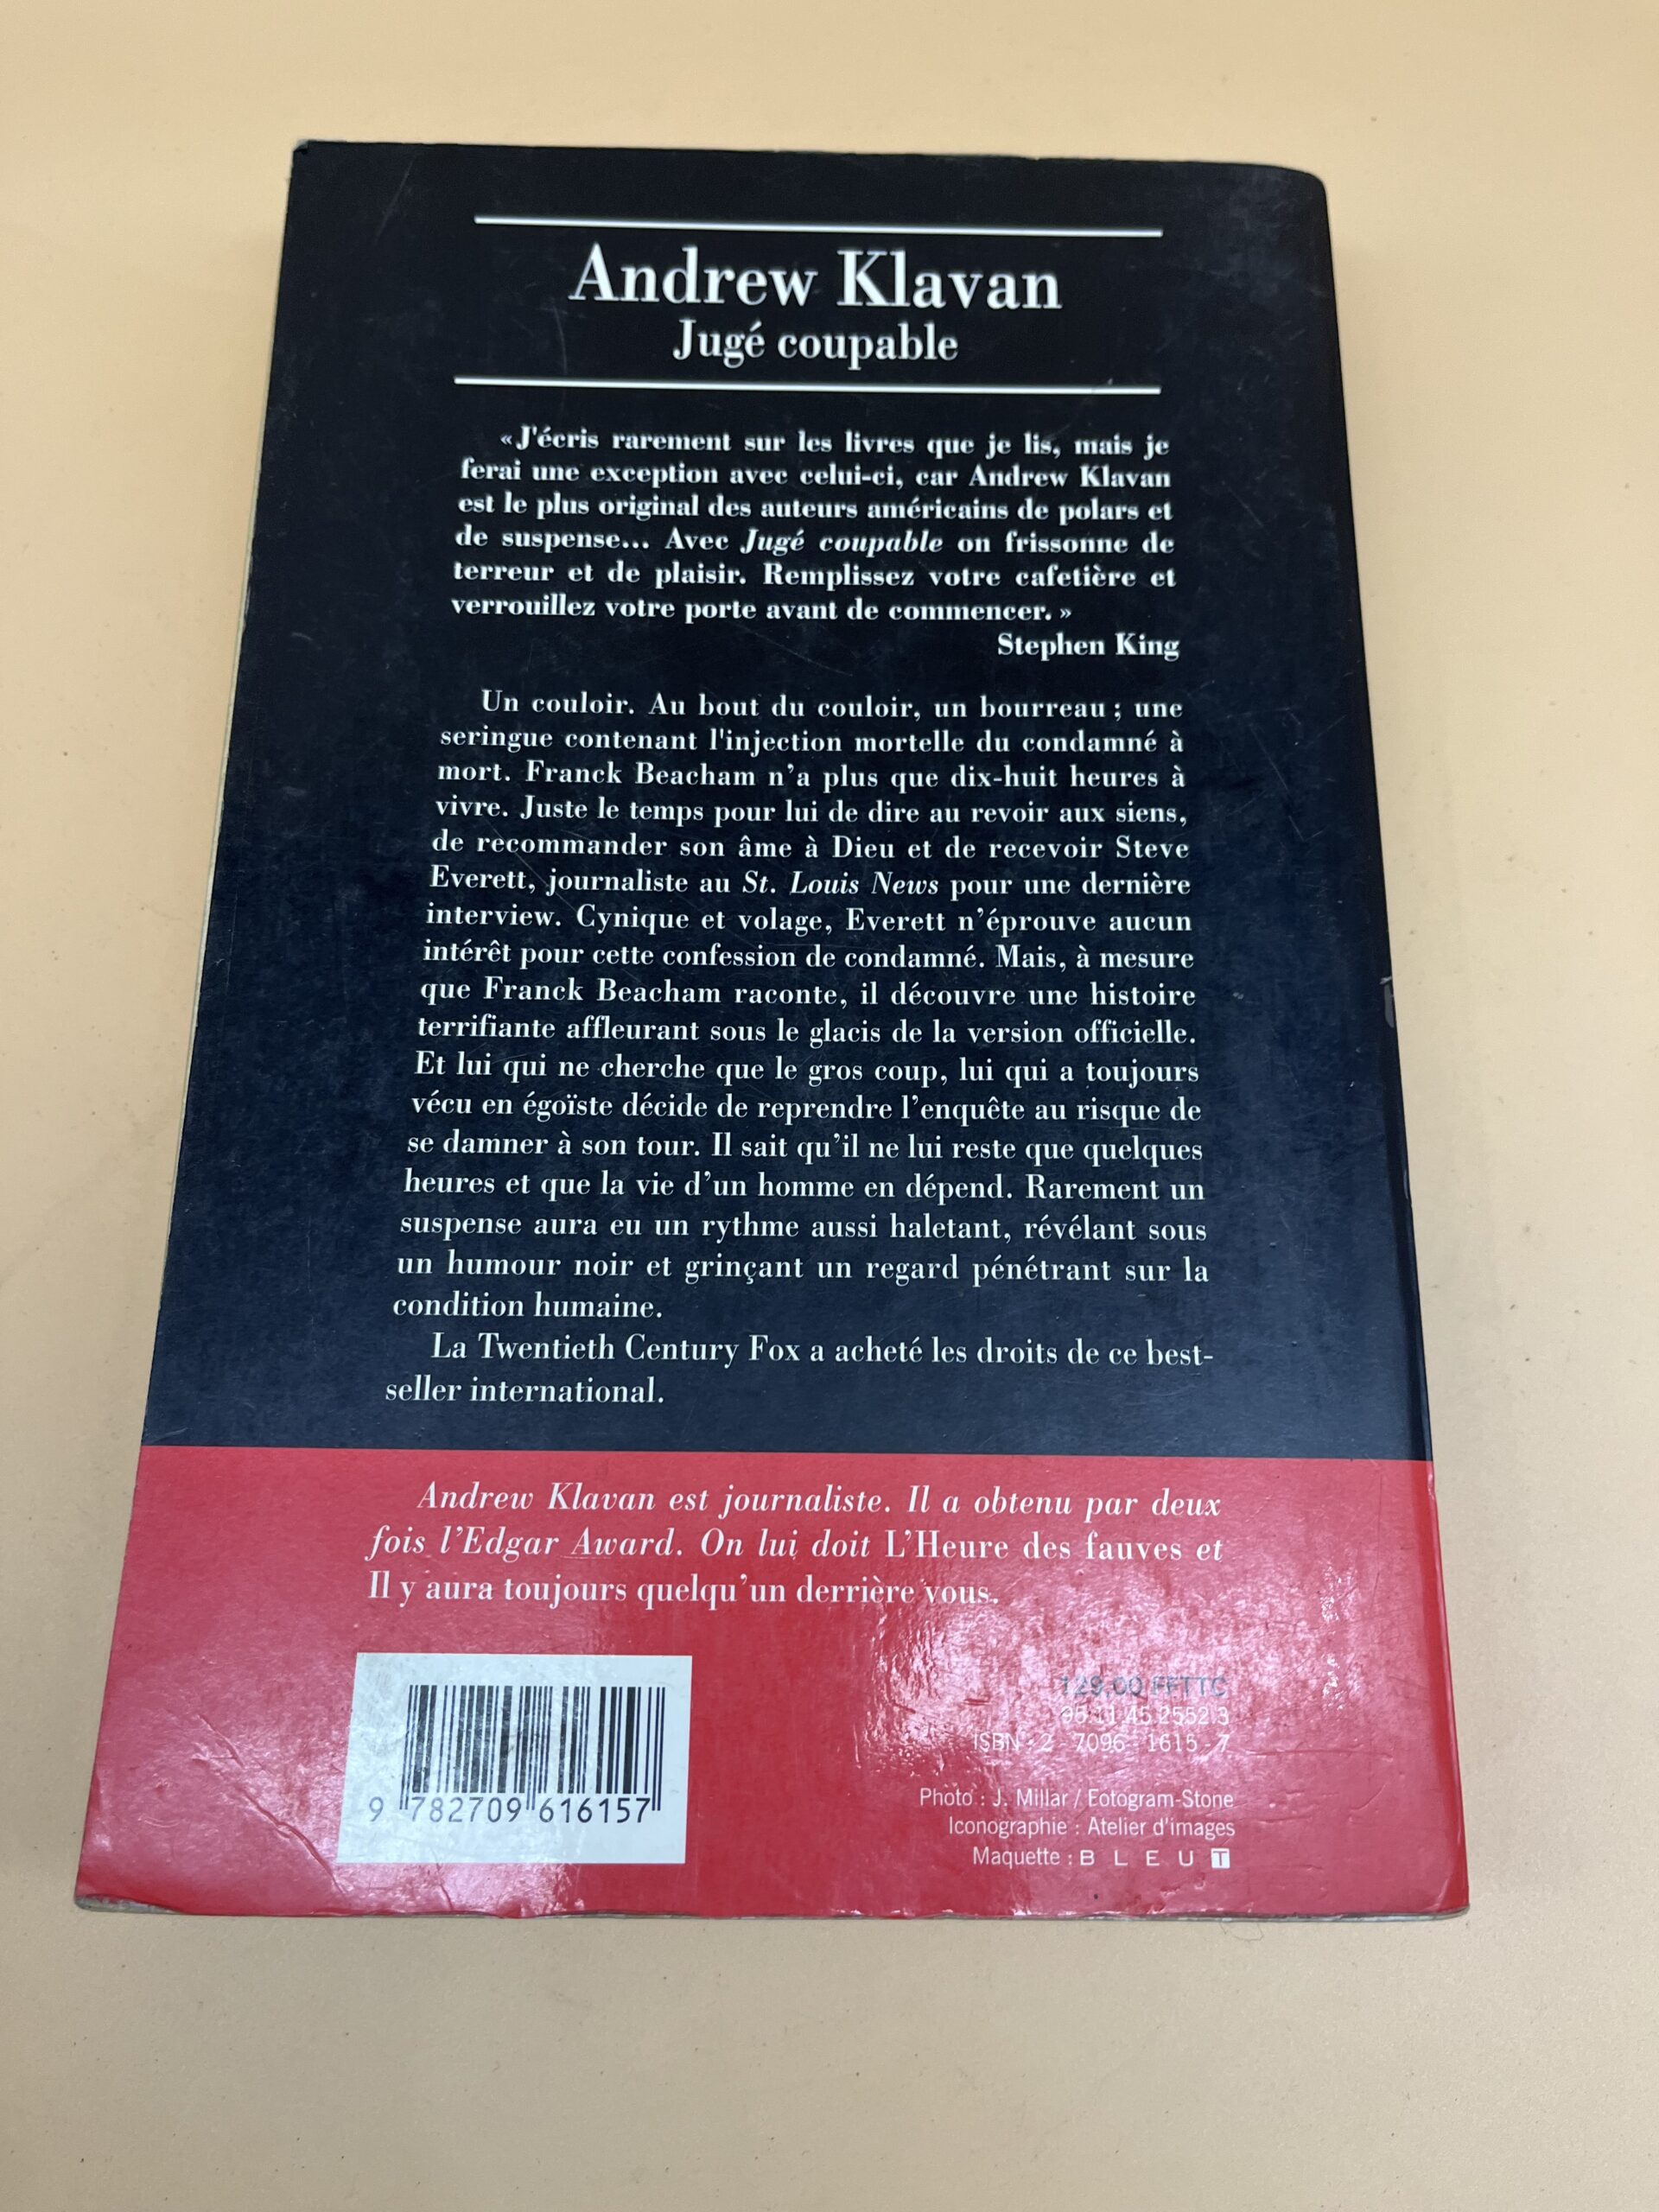 Andrew Klavan
Jugé coupable
« J'écris rarement sur les livres que je lis, mais je
ferai une exception avec celui-ci, car Andrew Klavan
est le plus original des auteurs américains de polars et
de suspense... Avec Jugé coupable on frissonne de
terreur et de plaisir. Remplissez votre cafetière et
verrouillez votre porte avant de commencer. »
Stephen King
Un couloir. Au bout du couloir, un bourreau ; une
seringue contenant l'injection mortelle du condamné à
mort. Franck Beacham n'a plus que dix-huit heures à
vivre. Juste le temps pour lui de dire au revoir aux siens,
de recommander son âme à Dieu et de recevoir Steve
Everett, journaliste au St. Louis News pour une dernière
interview. Cynique et volage, Everett n'éprouve aucun
intérêt pour cette confession de condamné. Mais, à mesure
que Franck Beacham raconte, il découvre une histoire
terrifiante affleurant sous le glacis de la version officielle.
Et lui qui ne cherche que le gros coup, lui qui a toujours
vécu en égoïste décide de reprendre l'enquête au risque de
se damner à son tour. Il sait qu'il ne lui reste que quelques
heures et que la vie d'un homme en dépend. Rarement un
suspense aura eu un rythme aussi haletant, révélant sous
un humour noir et grinçant un regard pénétrant sur la
condition humaine.
La Twentieth Century Fox a acheté les droits de ce best-
seller international.
Andrew Klavan est journaliste. Il a obtenu par deux
fois l'Edgar Award. On lui doit L'Heure des fauves et
Il y aura toujours quelqu'un derrière vous.
129,00 FFTTC
95.11.45.2552.3
ISBN - 2 - 7096 - 1615 - 7
9 782709 616157
Photo : J. Millar / Fotogram-Stone
Iconographie : Atelier d'images
Maquette : B L E U T